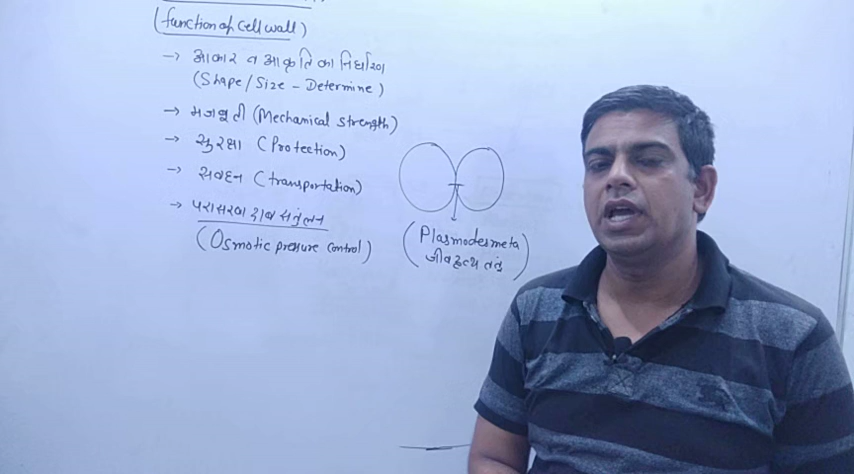 (function of cell wall)
→ आकार व आकृति का निर्धारण
(Shape/Size - Determine)
→ मजबूती (Mechanical strength)
→ सुरक्षा (Protection)
→ संवहन (transportation)
→ परासरण दाब संतुलन
(Osmotic pressure control)
(Plasmodesmeta
जीवद्रव्य तंतु)